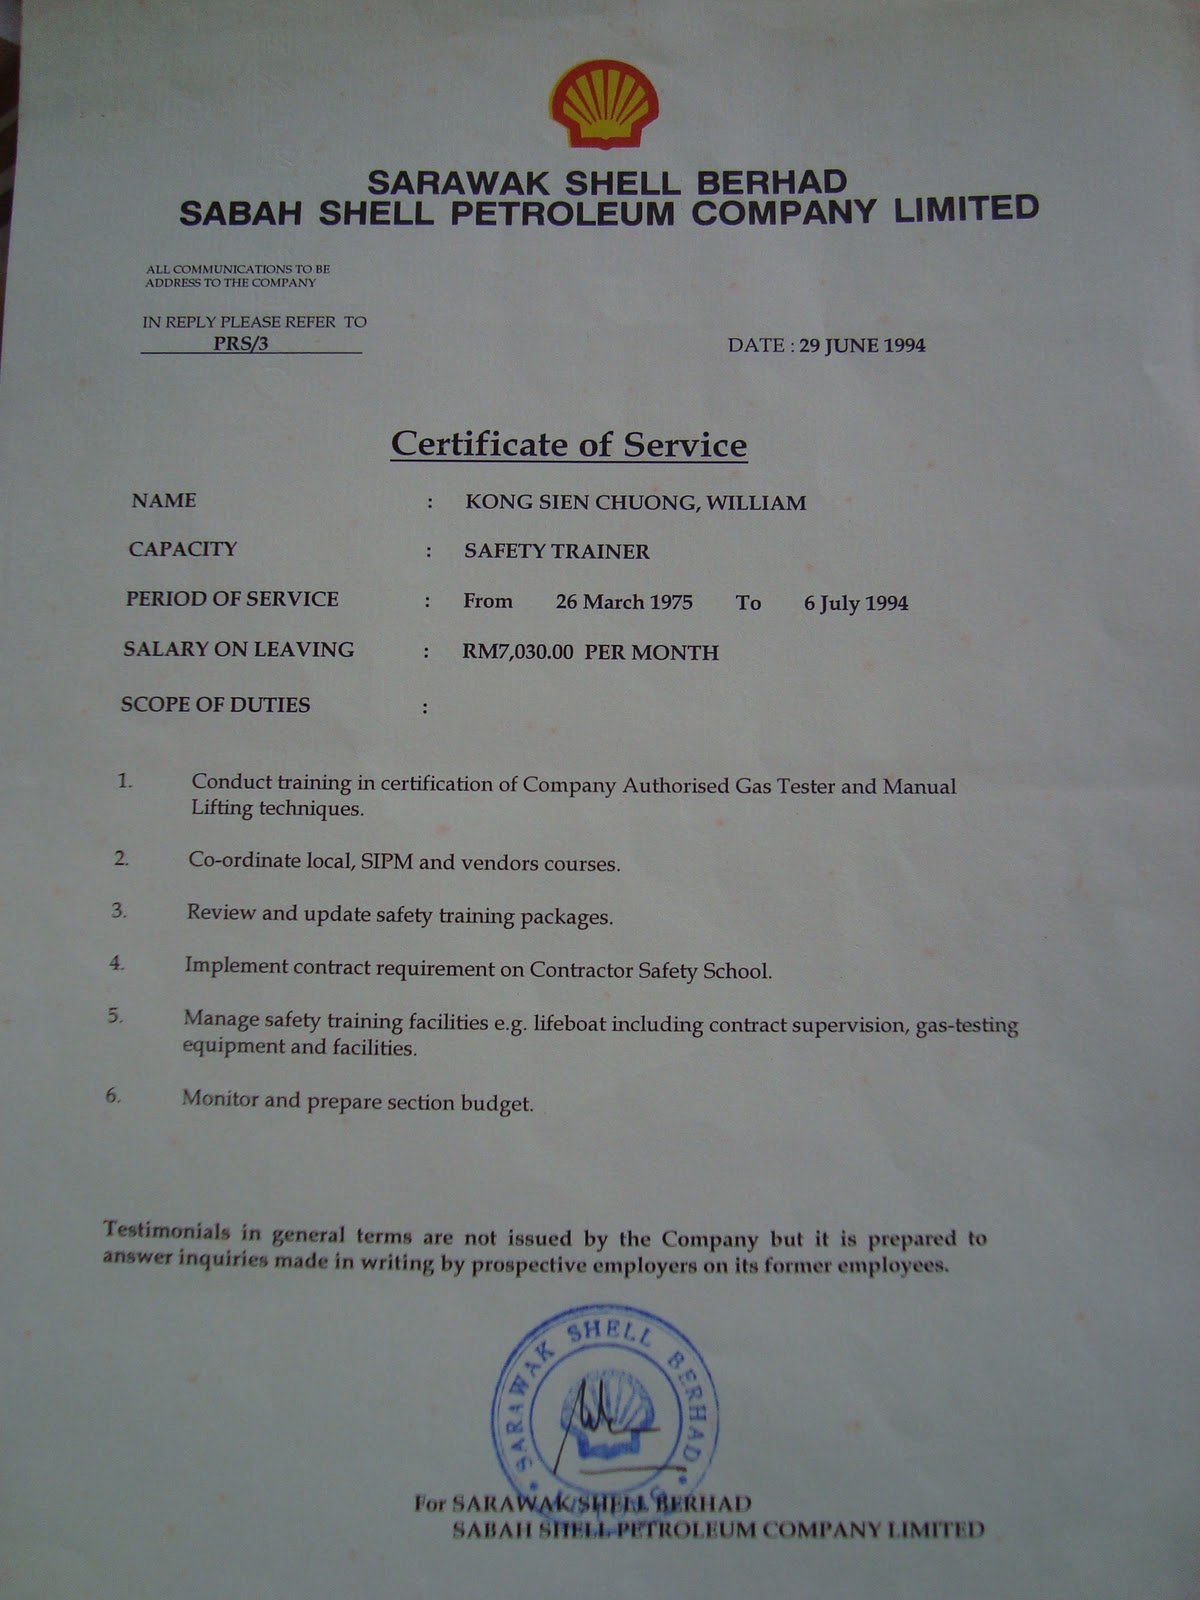 SARAWAK SHELL BERHAD
SABAH SHELL PETROLEUM COMPANY LIMITED
ALL COMMUNICATIONS TO BE
ADDRESS TO THE COMPANY
IN REPLY PLEASE REFER TO
PRS/3
DATE : 29 JUNE 1994
Certificate of Service
NAME : KONG SIEN CHUONG, WILLIAM
CAPACITY : SAFETY TRAINER
PERIOD OF SERVICE : From 26 March 1975 To 6 July 1994
SALARY ON LEAVING : RM7,030.00 PER MONTH
SCOPE OF DUTIES :
1. Conduct training in certification of Company Authorised Gas Tester and Manual
Lifting techniques.
2. Co-ordinate local, SIPM and vendors courses.
3. Review and update safety training packages.
4. Implement contract requirement on Contractor Safety School.
5. Manage safety training facilities e.g. lifeboat including contract supervision, gas-testing
equipment and facilities.
6. Monitor and prepare section budget.
Testimonials in general terms are not issued by the Company but it is prepared to
answer inquiries made in writing by prospective employers on its former employees.
SARAWAK SHELL BERHAD
For SARAWAK SHELL BERHAD
SABAH SHELL PETROLEUM COMPANY LIMITED